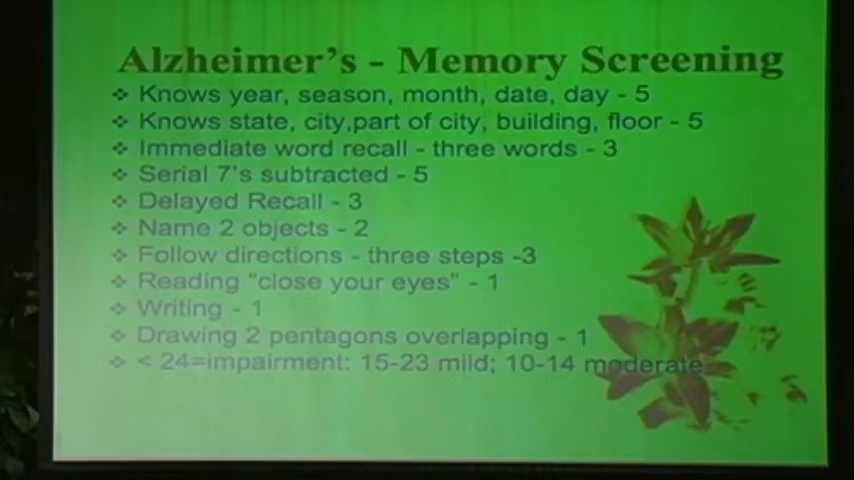 Alzheimer's - Memory Screening
❖ Knows year, season, month, date, day - 5
❖ Knows state, city,part of city, building, floor - 5
❖ Immediate word recall - three words - 3
❖ Serial 7's subtracted - 5
❖ Delayed Recall - 3
❖ Name 2 objects - 2
❖ Follow directions - three steps -3
❖ Reading "close your eyes" - 1
❖ Writing - 1
❖ Drawing 2 pentagons overlapping - 1
❖ < 24=impairment: 15-23 mild; 10-14 moderate